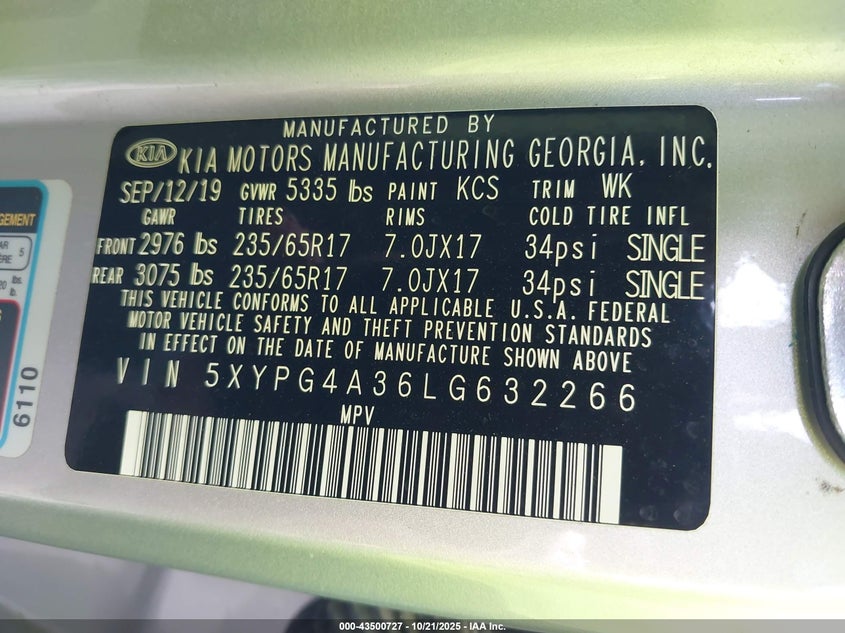 MANUFACTURED BY
KIA KIA MOTORS MANUFACTURING GEORGIA, INC.
SEP/12/19 GVWR 5335 lbs PAINT KCS TRIM WK
GAWR TIRES RIMS COLD TIRE INFL
FRONT 2976 lbs 235/65R17 7.0JX17 34psi SINGLE
REAR 3075 lbs 235/65R17 7.0JX17 34psi SINGLE
THIS VEHICLE CONFORMS TO ALL APPLICABLE U.S.A. FEDERAL
MOTOR VEHICLE SAFETY AND THEFT PREVENTION STANDARDS
IN EFFECT ON THE DATE OF MANUFACTURE SHOWN ABOVE
VIN 5XYPG4A36LG632266
MPV
5
lbs.
6110
000-43500727 - 10/21/2025 - IAA Inc.